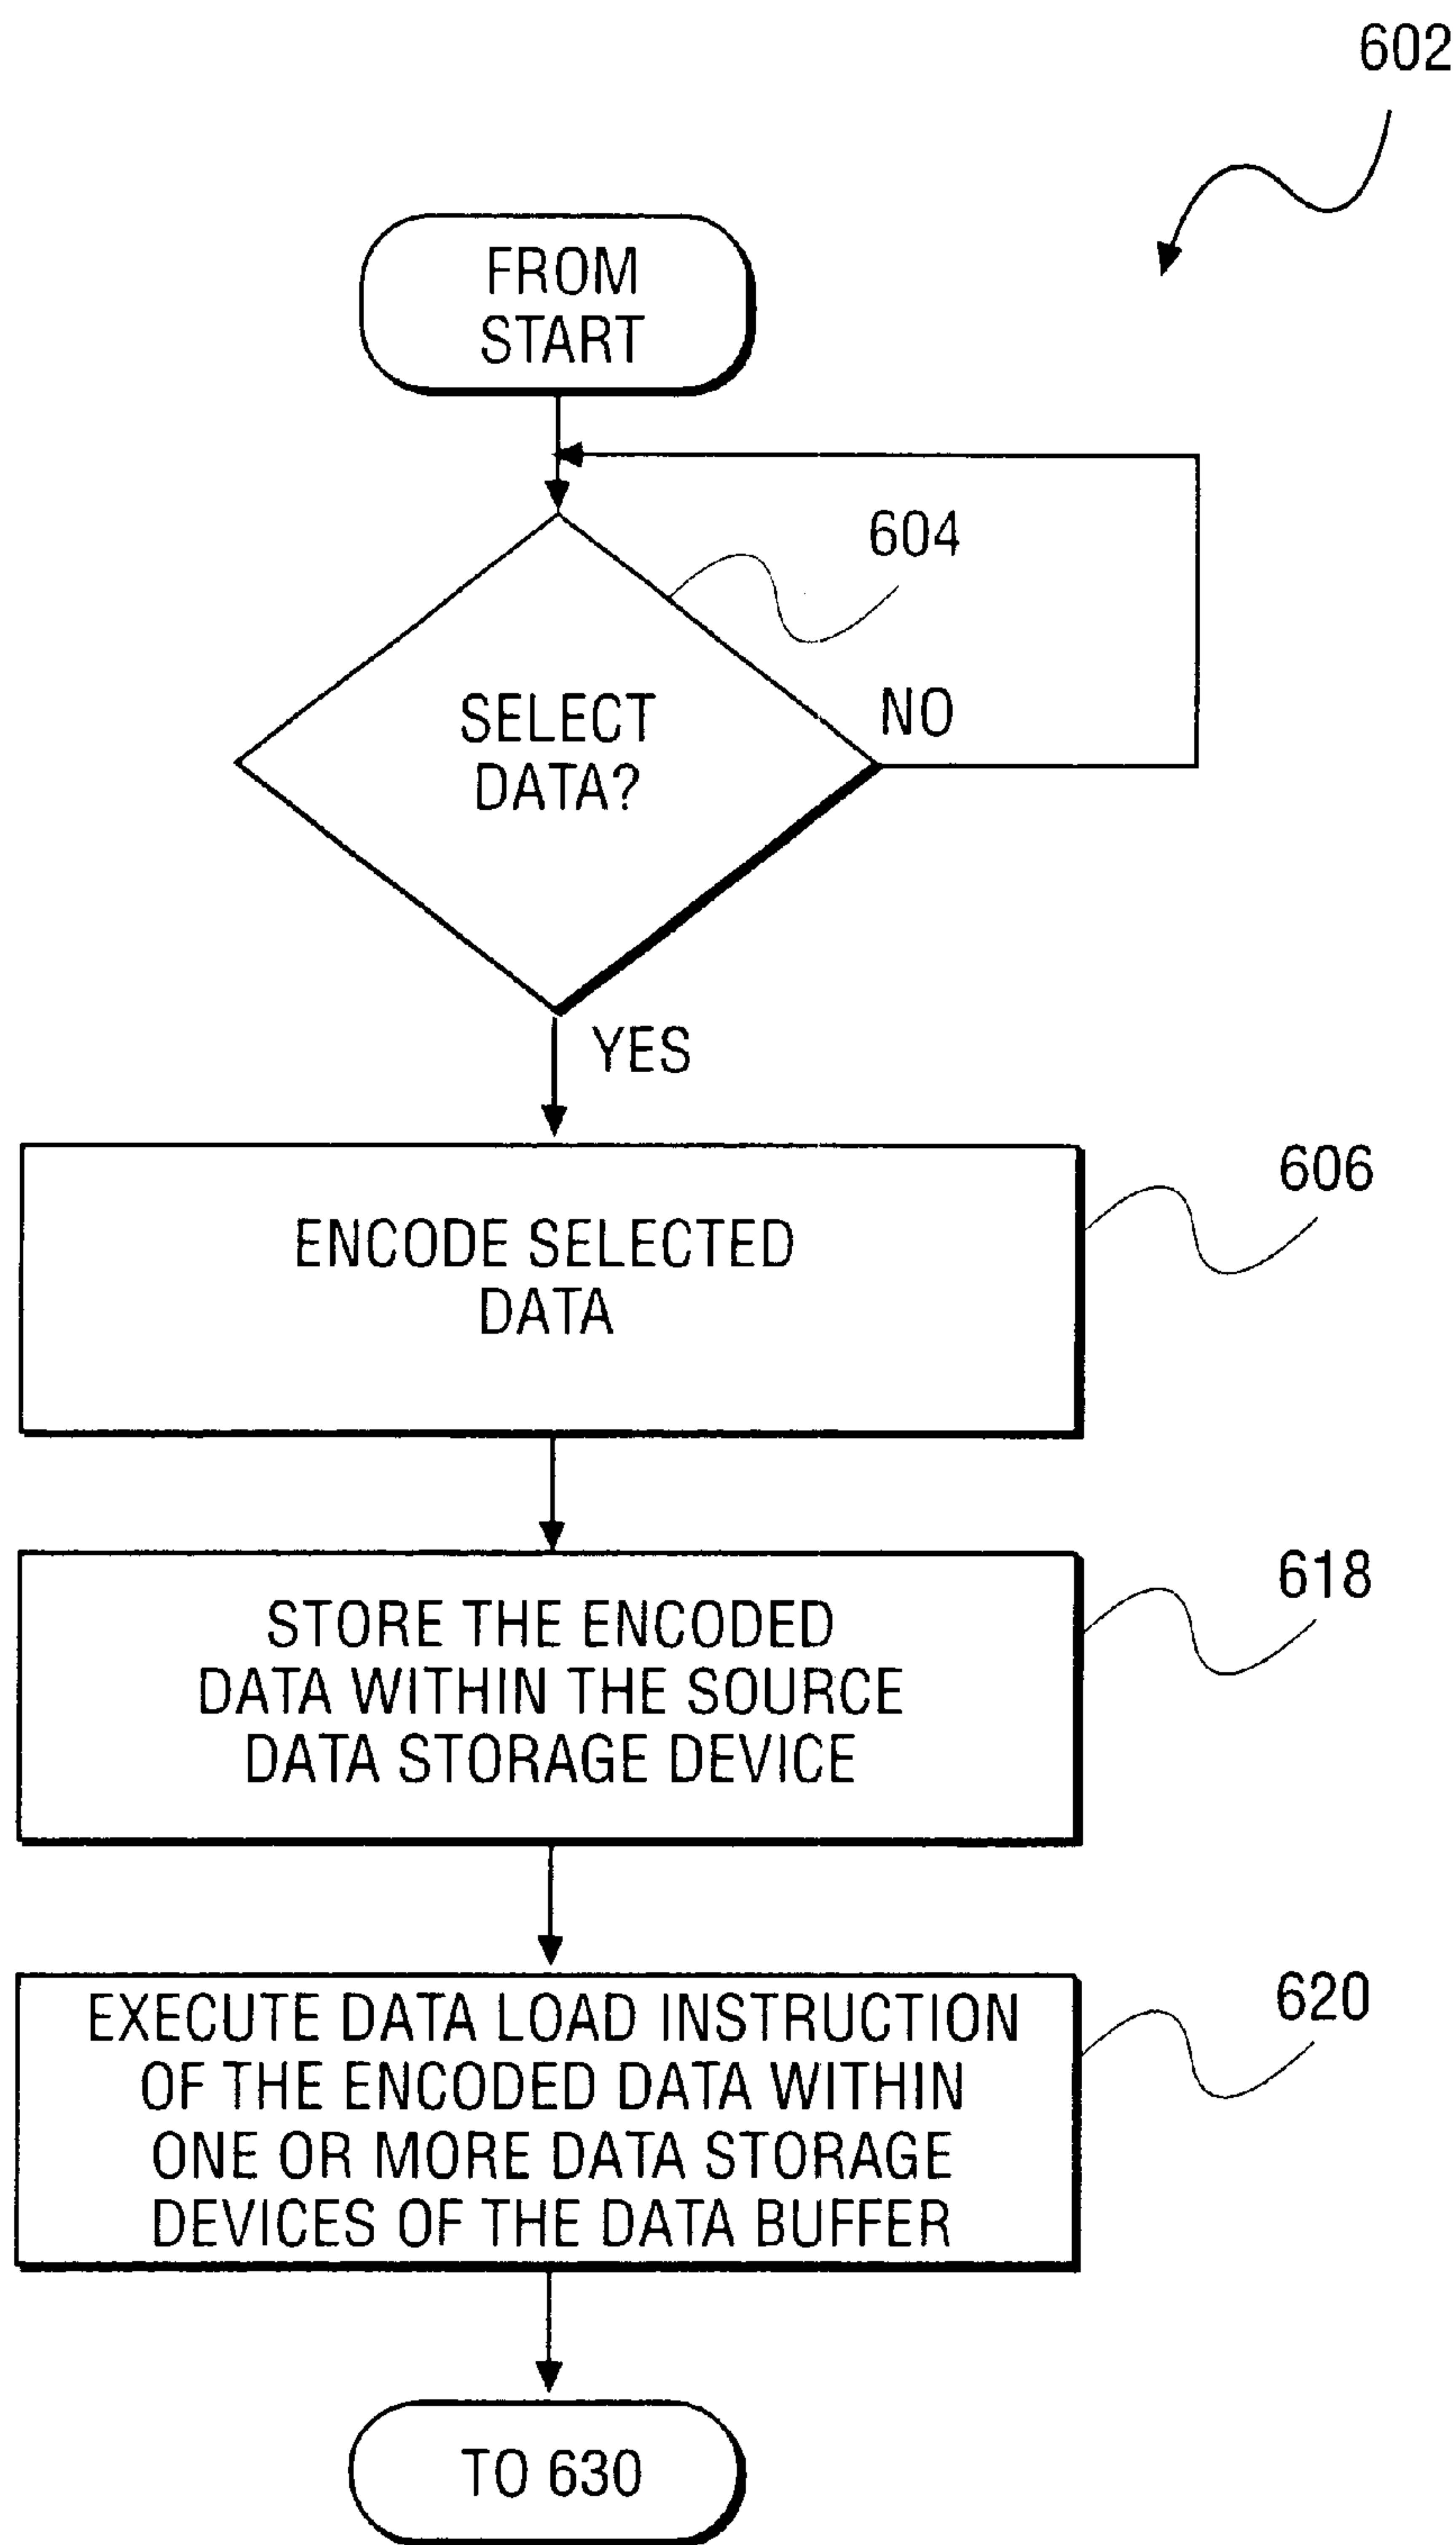 602
FROM
START
604
SELECT
DATA?
NO
YES
606
ENCODE SELECTED
DATA
618
STORE THE ENCODED
DATA WITHIN THE SOURCE
DATA STORAGE DEVICE
620
EXECUTE DATA LOAD INSTRUCTION
OF THE ENCODED DATA WITHIN
ONE OR MORE DATA STORAGE
DEVICES OF THE DATA BUFFER
TO 630